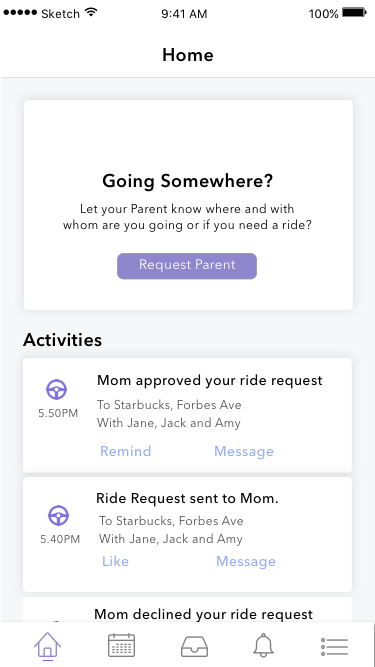 Sketch 9:41 AM 100%
Home
Going Somewhere?
Let your Parent know where and with
whom are you going or if you need a ride?
Request Parent
Activities
Mom approved your ride request
5.50PM
To Starbucks, Forbes Ave
With Jane, Jack and Amy
Remind Message
Ride Request sent to Mom.
5.40PM
To Starbucks, Forbes Ave
With Jane, Jack and Amy
Like Message
Mom declined your ride request